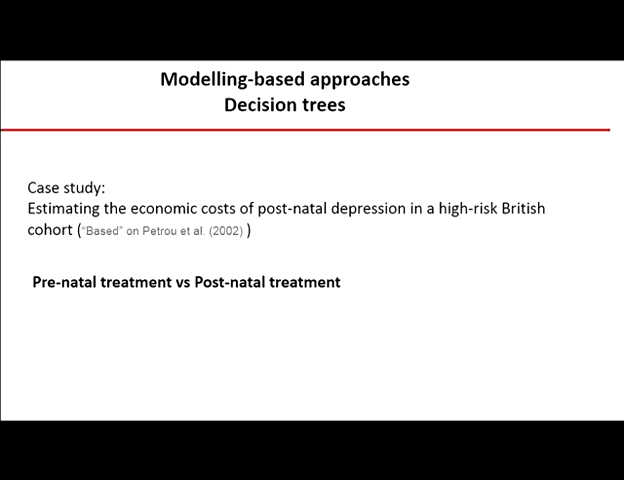 Modelling-based approaches
Decision trees
Case study:
Estimating the economic costs of post-natal depression in a high-risk British
cohort (“Based” on Petrou et al. (2002) )
Pre-natal treatment vs Post-natal treatment